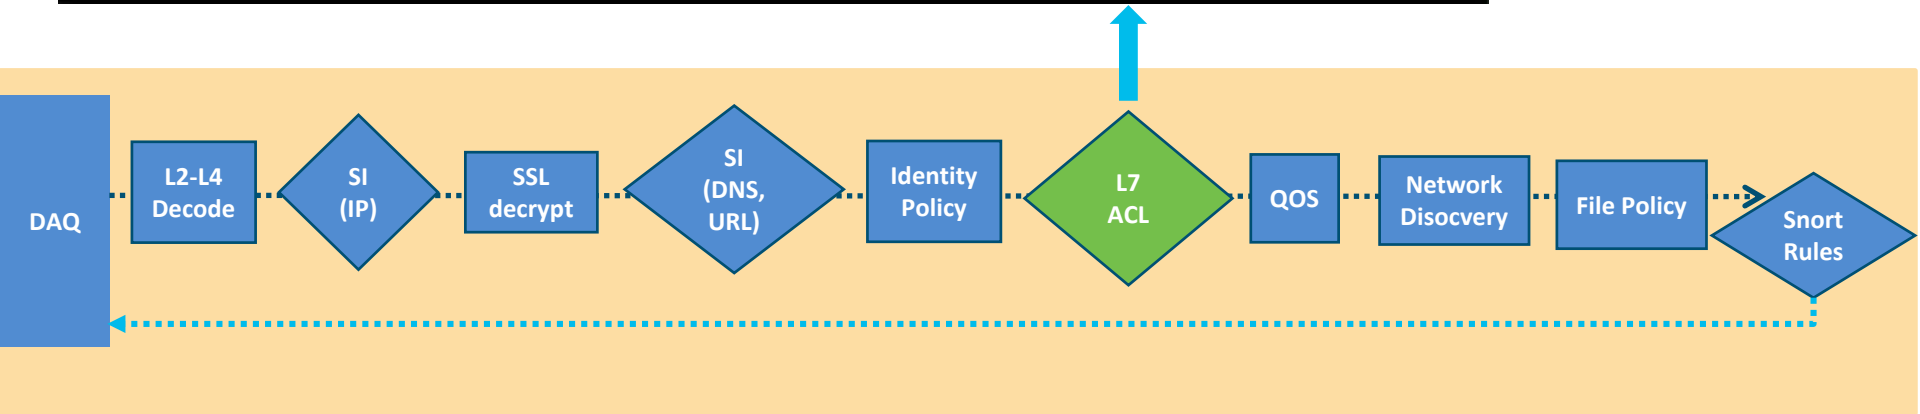 DAQ
L2-L4
Decode
SI
(IP)
SSL
decrypt
SI
(DNS,
URL)
Identity
Policy
L7
ACL
QOS
Network
Disocvery
File Policy
Snort
Rules